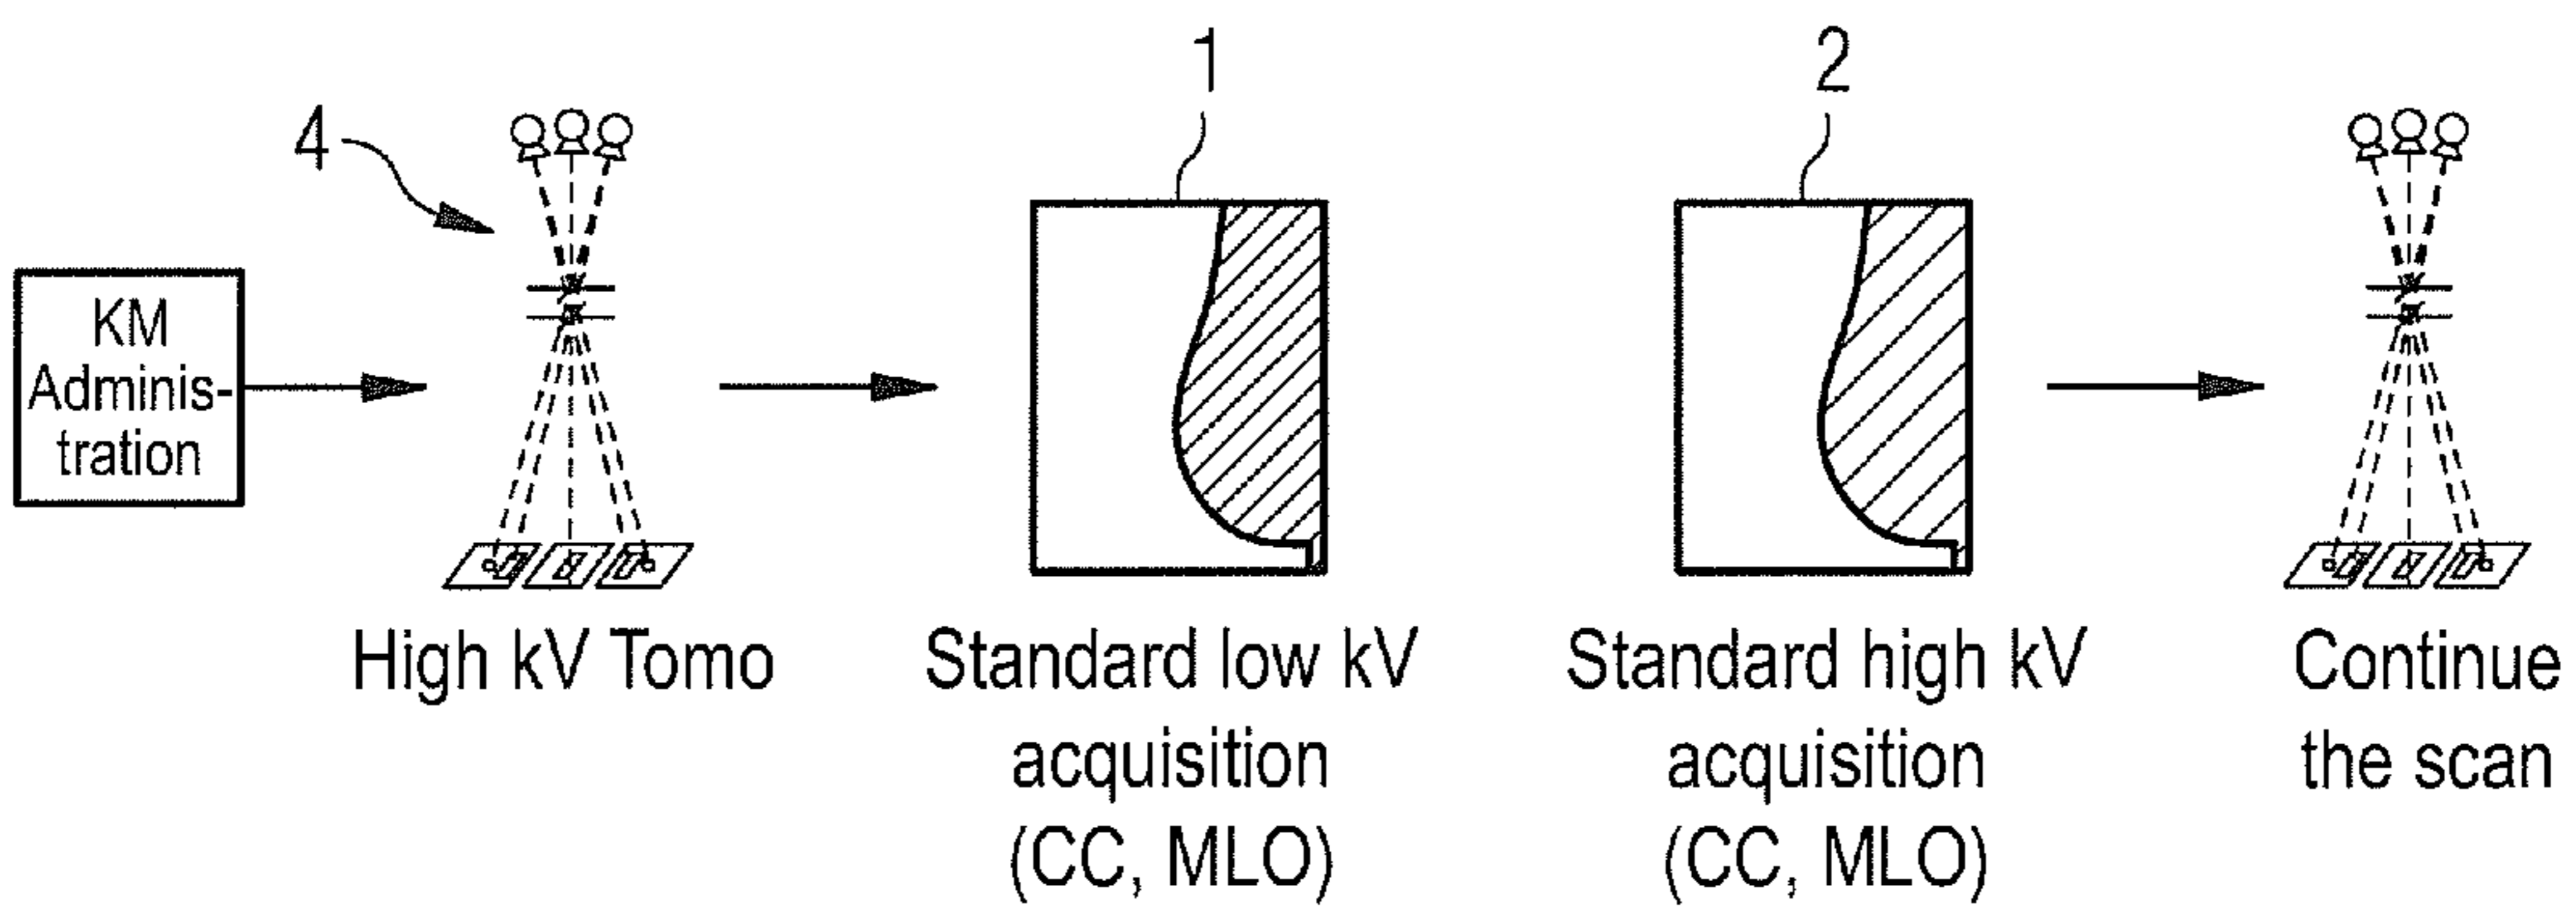 1
2
4
KM
Adminis-
tration
High kV Tomo
Standard low kV
acquisition
(CC, MLO)
Standard high kV
acquisition
(CC, MLO)
Continue
the scan